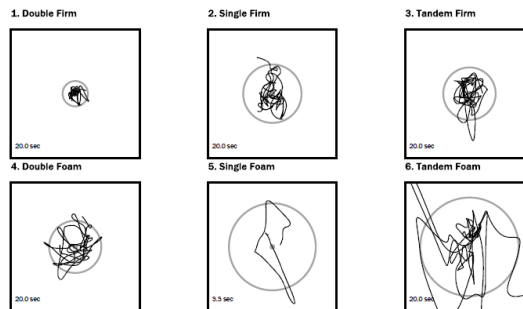 1. Double Firm
2. Single Firm
3. Tandem Firm
20.0 sec
20.0 sec
20.0 sec
4. Double Foam
5. Single Foam
6. Tandem Foam
20.0 sec
3.3 sec
20.0 sec